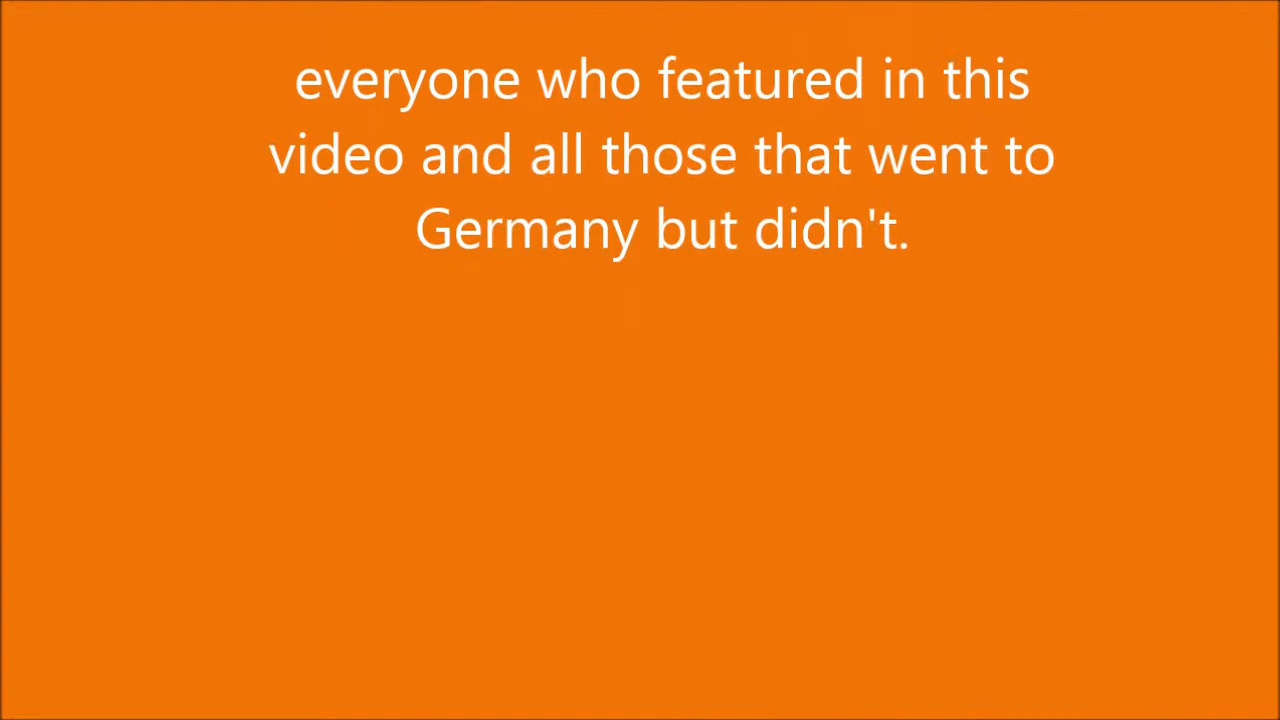 everyone who featured in this
video and all those that went to
Germany but didn't.